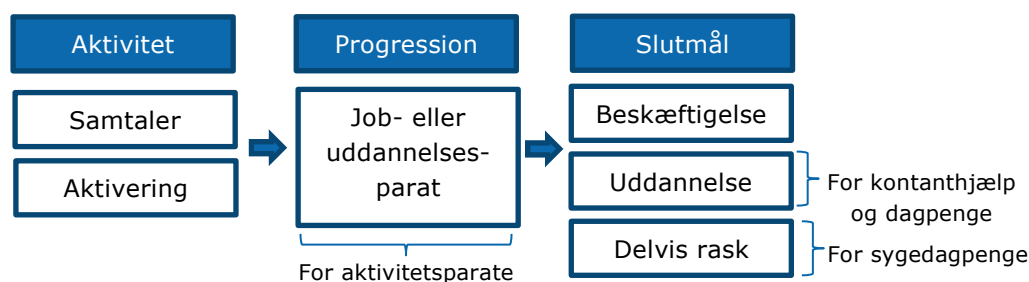 Aktivitet
Samtaler
Aktivering
Progression
Job- eller
uddannelses-
parat
For aktivitetsparate
Slutmål
Beskæftigelse
Uddannelse
For kontanthjælp
og dagpenge
Delvis rask
For sygedagpenge